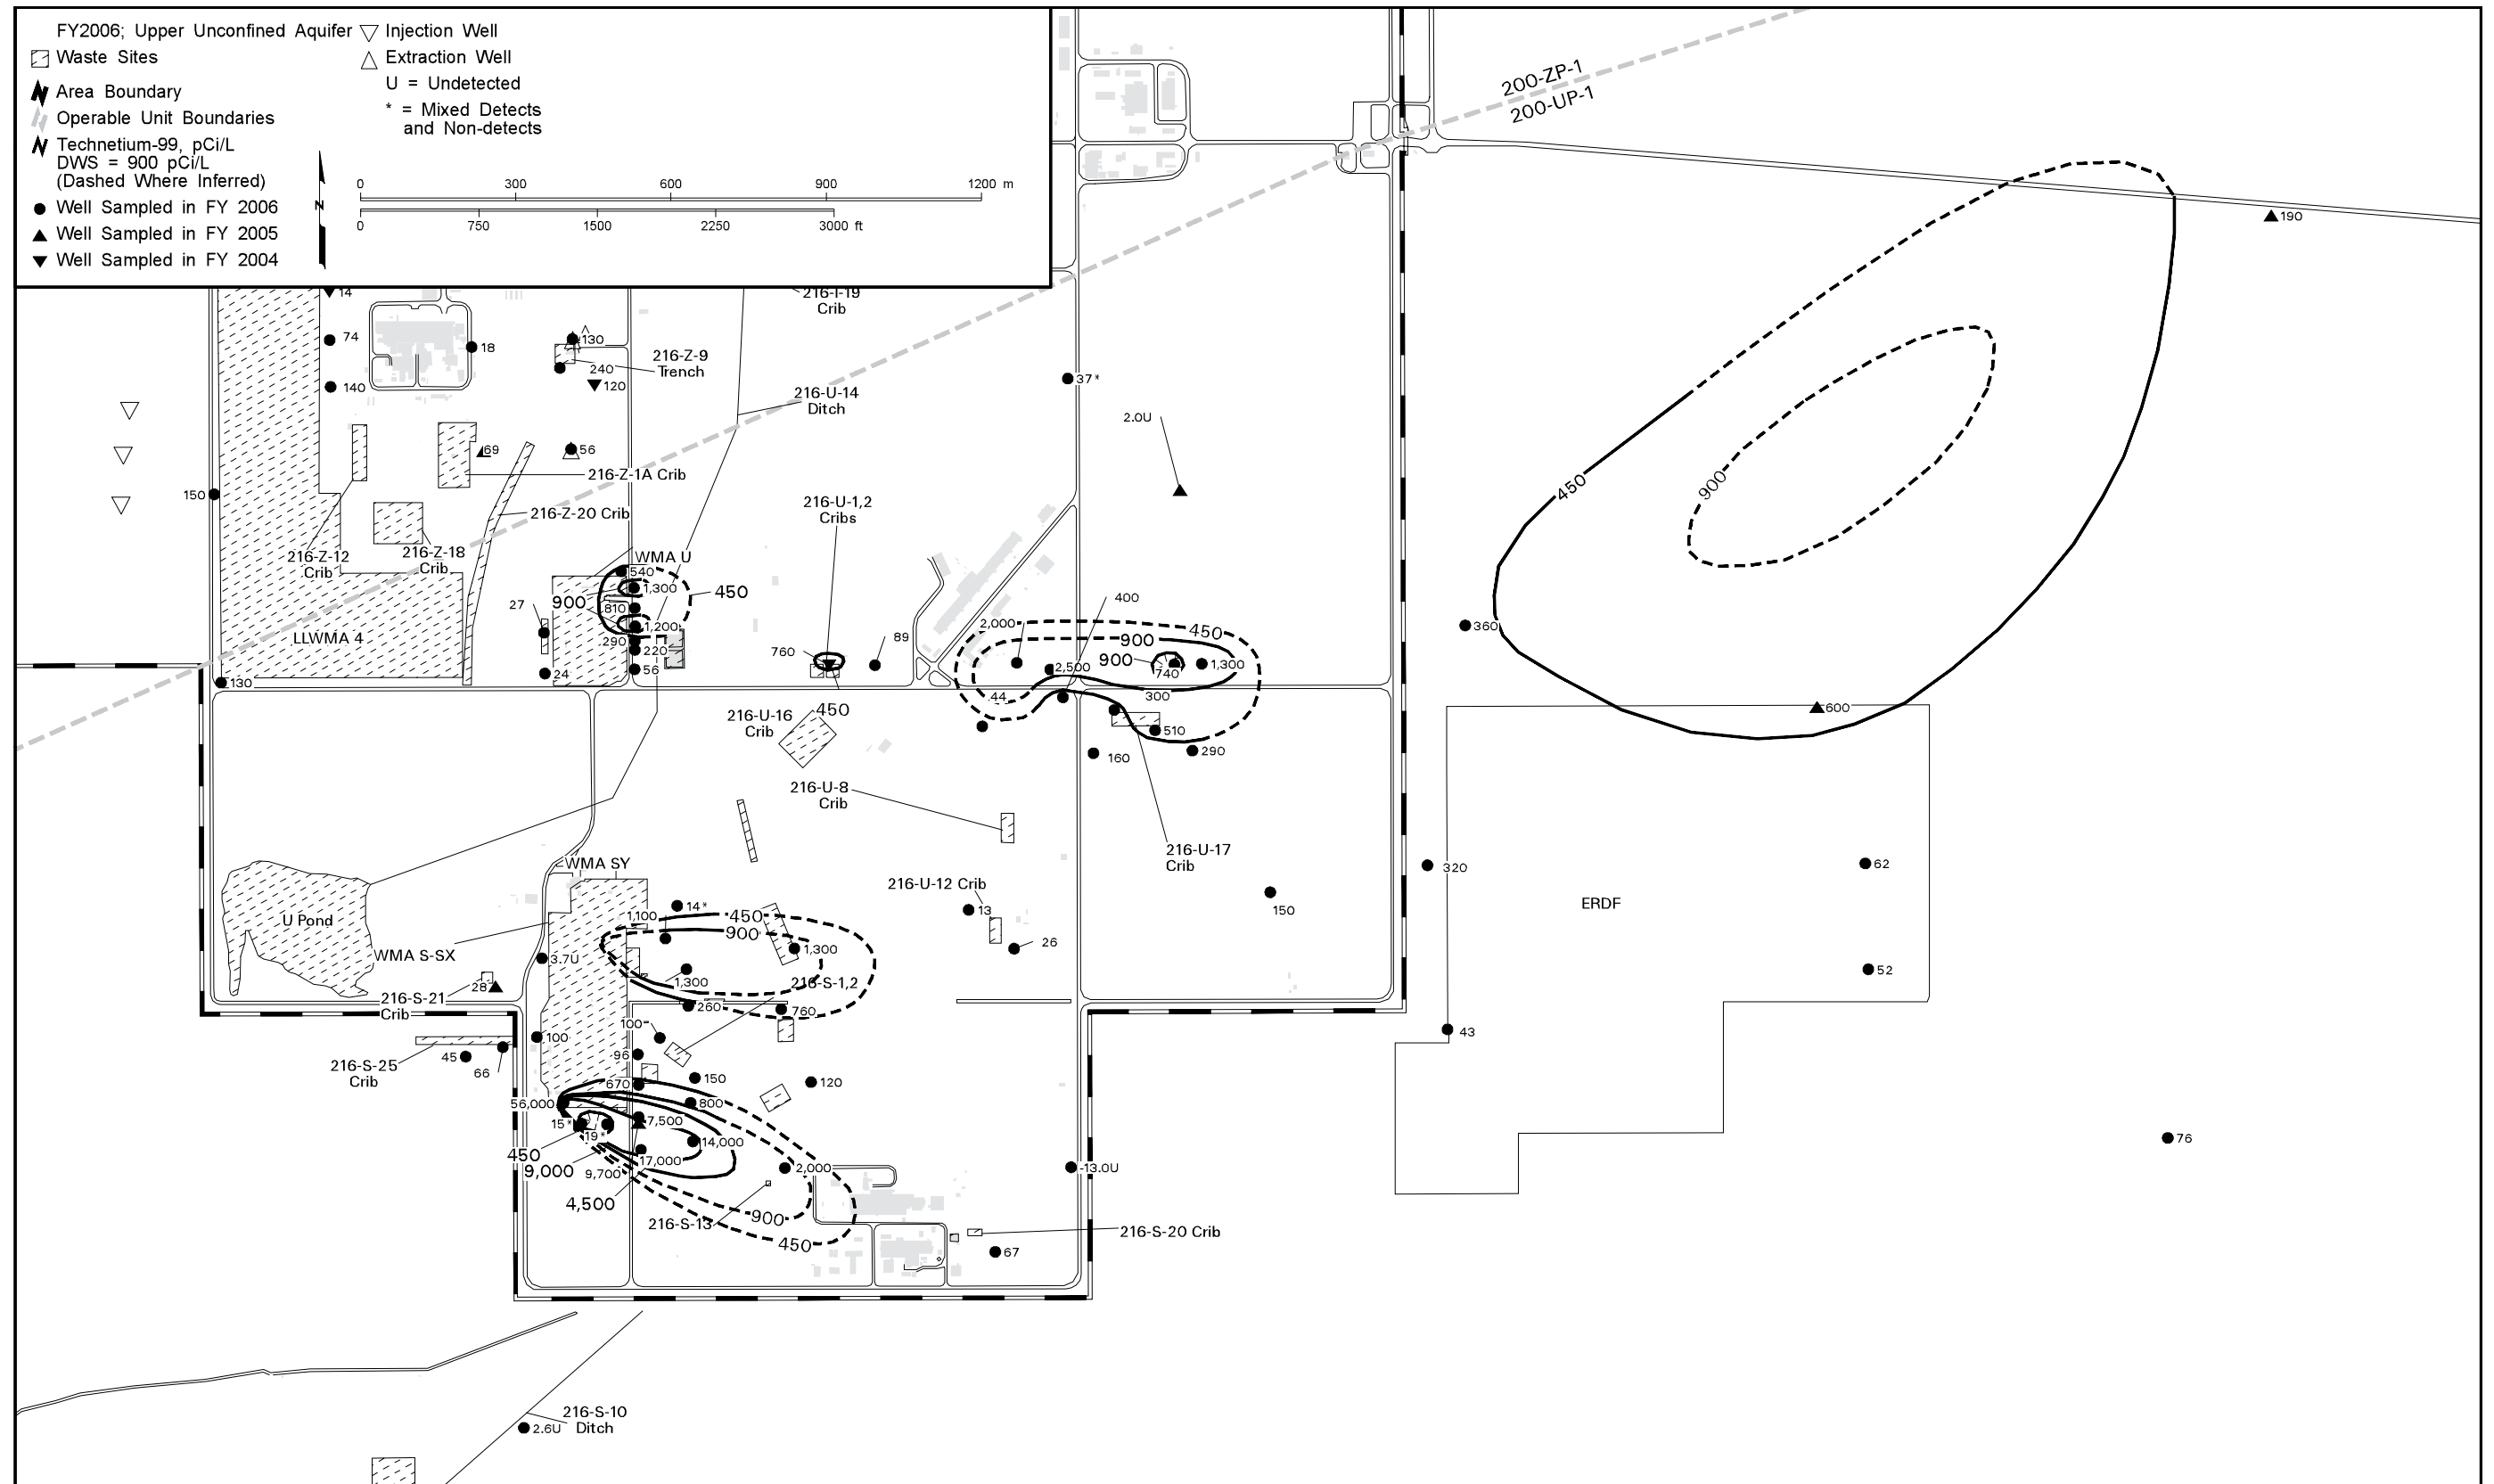 FY2006; Upper Unconfined Aquifer
Waste Sites
Area Boundary
Operable Unit Boundaries
Technetium-99, pCi/L
DWS = 900 pCi/L
(Dashed Where Inferred)
Well Sampled in FY 2006
Well Sampled in FY 2005
Well Sampled in FY 2004
Injection Well
Extraction Well
U = Undetected
* = Mixed Detects
and Non-detects
N
0 300 600 900 1200 m
0 750 1500 2250 3000 ft
200-ZP-1
200-UP-1
190
14
216-T-19
Crib
74
18
130
216-Z-9
Trench
240
120
140
37*
216-U-14
Ditch
2.0U
69
56
216-Z-1A Crib
150
216-Z-20 Crib
216-U-1,2
Cribs
450
900
216-Z-12
Crib
216-Z-18
Crib
WMA U
540
1,300
450
900
810
27
1,200
LLWMA 4
290
220
56
24
130
760
89
450
400
2,000
450
900
900
1,300
2,500
740
44
300
510
290
160
360
600
216-U-16
Crib
216-U-8
Crib
216-U-17
Crib
320
62
WMA SY
216-U-12 Crib
13
150
ERDF
U Pond
1,100
14*
450
900
1,300
26
WMA S-SX
3.7U
52
1,300
216-S-1,2
28
216-S-21
Crib
260
760
43
100
100
96
45
66
216-S-25
Crib
670
150
120
56,000
800
15*
19*
7,500
14,000
76
450
9,000
17,000
9,700
2,000
-13.0U
4,500
216-S-13
900
450
216-S-20 Crib
67
216-S-10
Ditch
2.6U